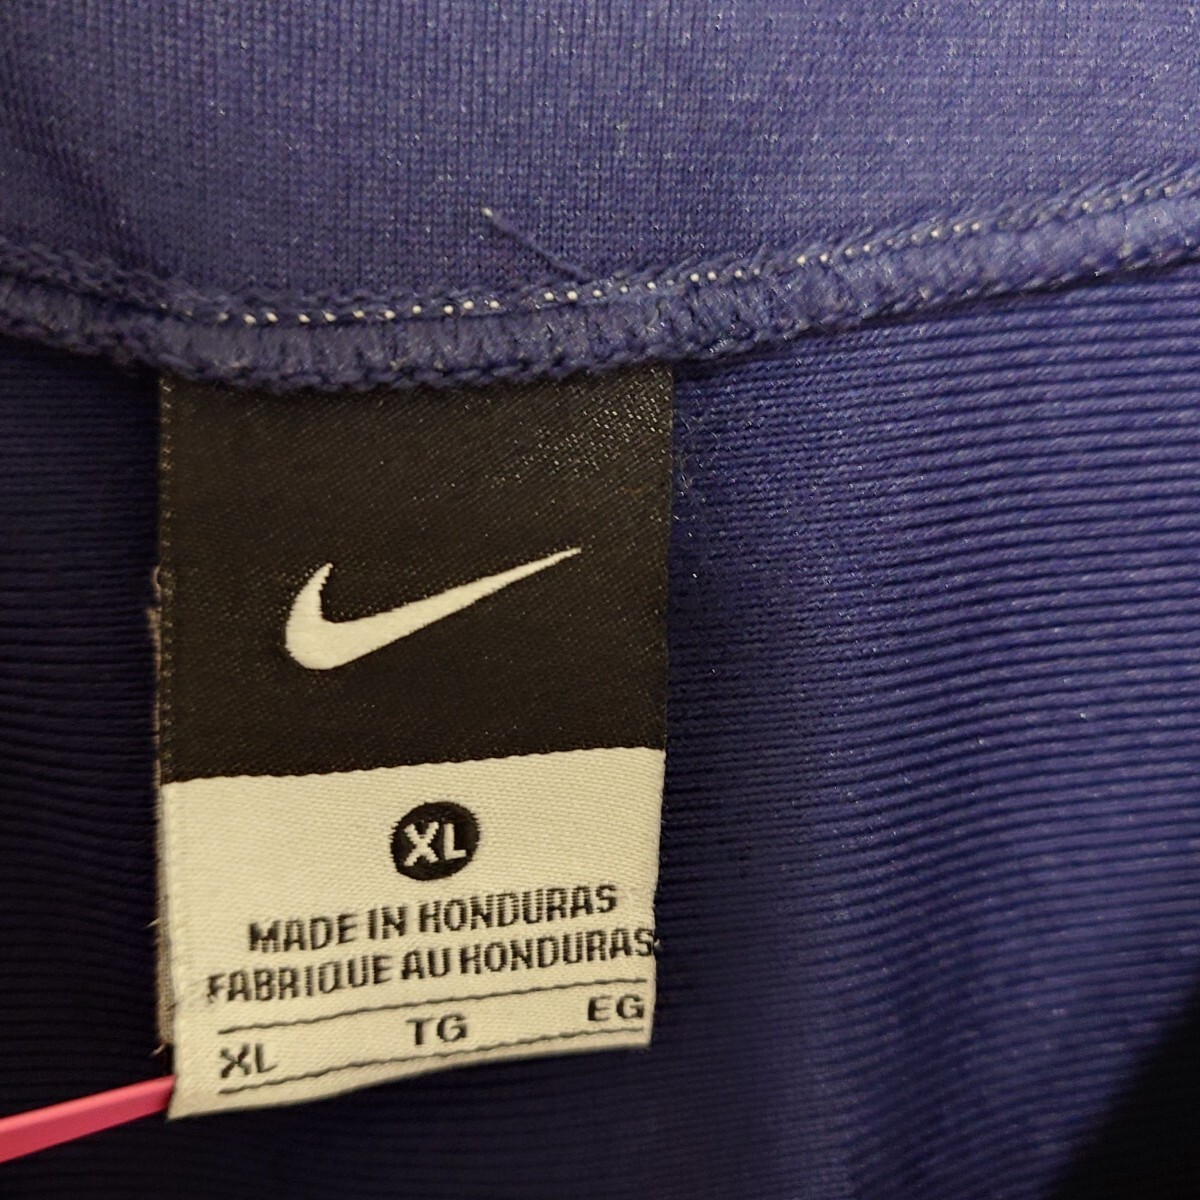 XL
MADE IN HONDURAS
FABRIQUE AU HONDURAS
XL TG EG